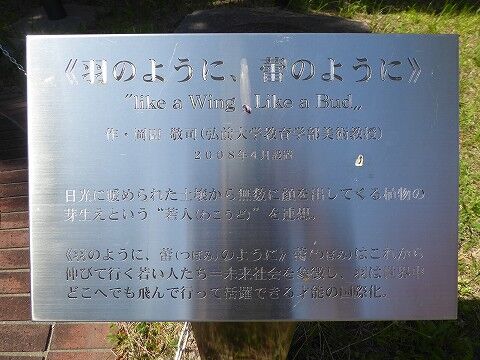 《羽のように、蕾のように》
"like a Wing , Like a Bud„
作・岡田 敬司(弘前大学教育学部美術教授)
2008年4月設置
日光に暖められた土壌から無数に顔を出してくる植物の
芽生えという“若人(わこうど)”を連想。
《羽のように、蕾(つぼみ)のように》蕾(つぼみ)はこれから
伸びて行く若い人たち＝未来社会を象徴し、羽は世界中
どこへでも飛んで行って活躍できる才能の国際化。